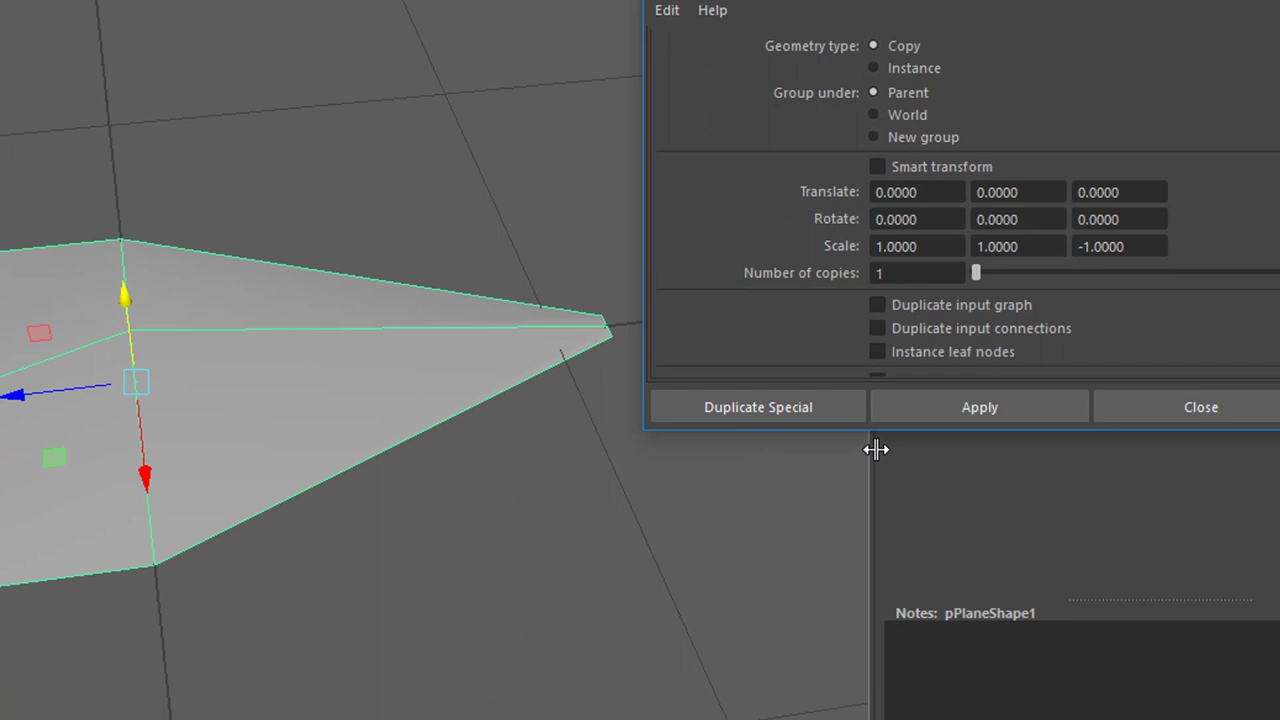 Edit Help
Geometry type: Copy
Instance
Group under: Parent
World
New group
Smart transform
Translate: 0.0000 0.0000 0.0000
Rotate: 0.0000 0.0000 0.0000
Scale: 1.0000 1.0000 -1.0000
Number of copies: 1
Duplicate input graph
Duplicate input connections
Instance leaf nodes
Duplicate Special Apply Close
Notes: pPlaneShape1